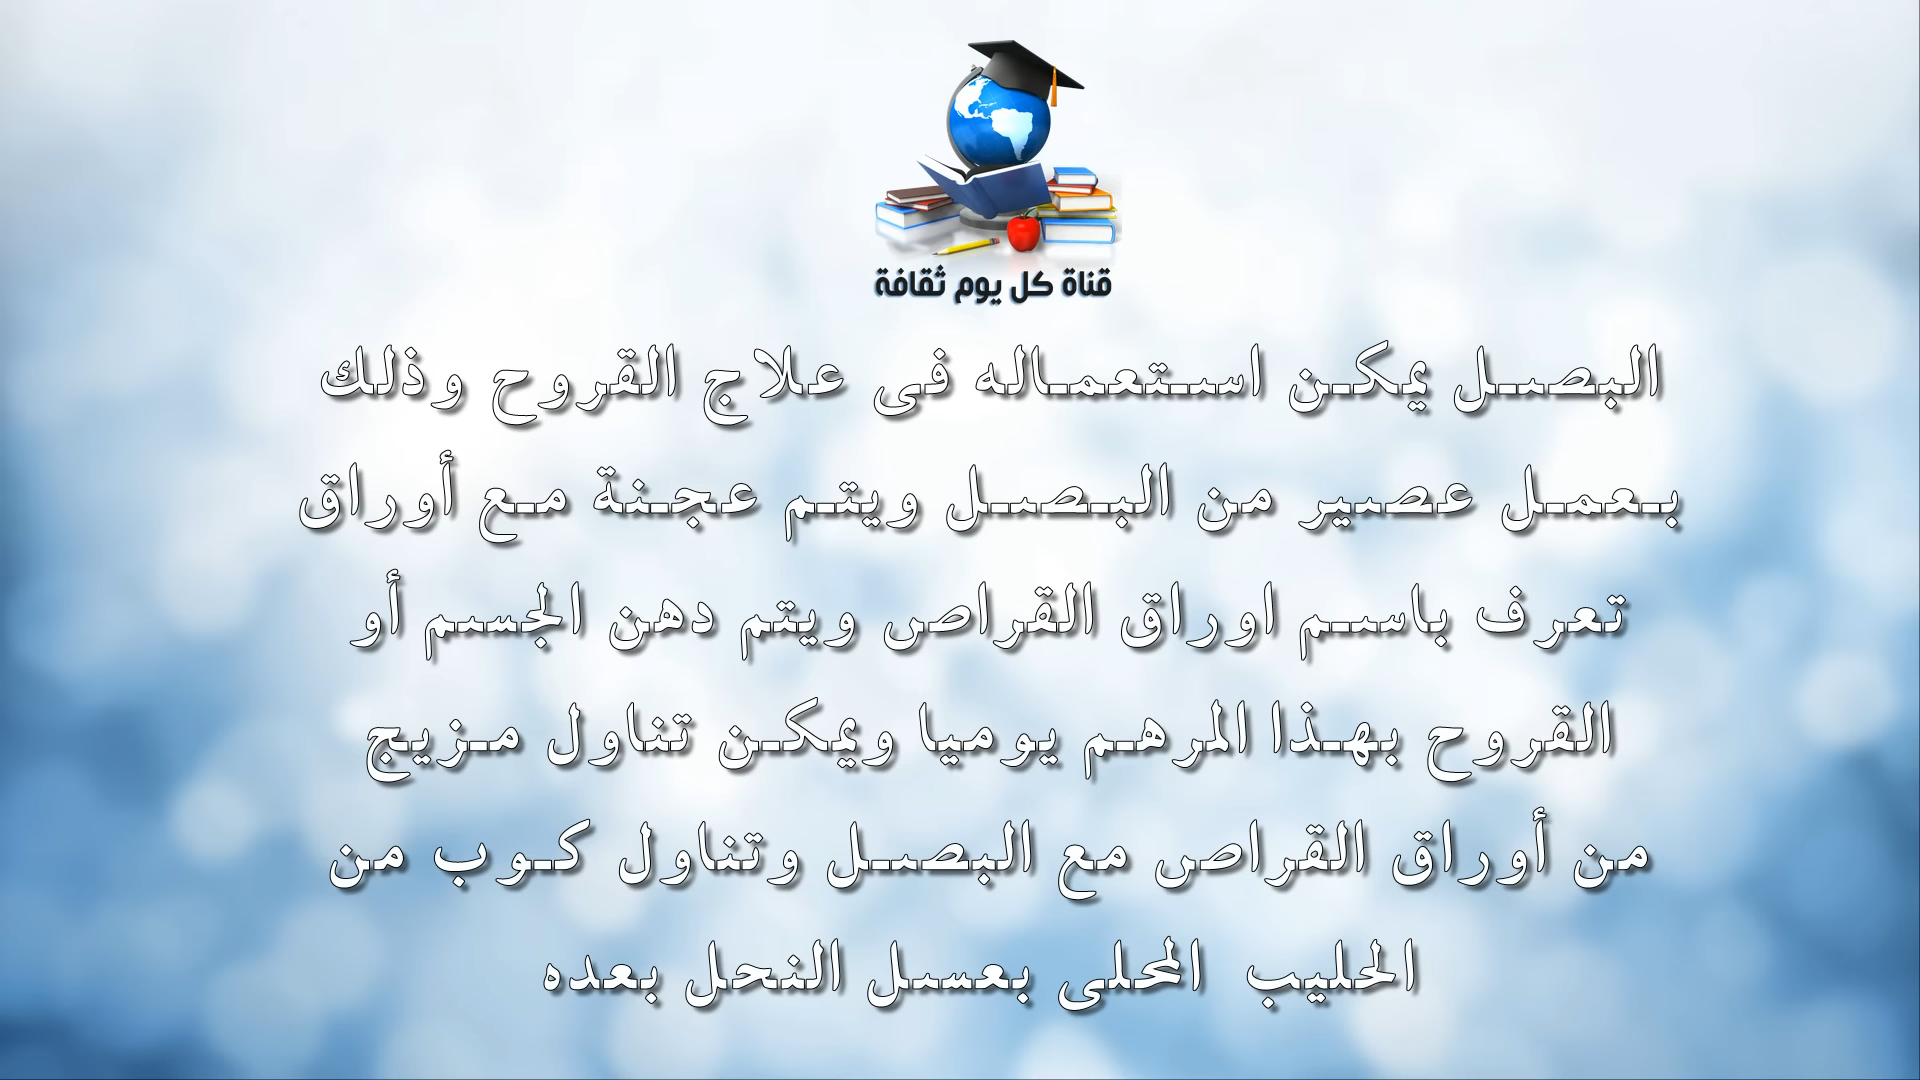 قناة كل يوم ثقافة
البصل يمكن استعماله فى علاج القروح وذلك
بعمل عصير من البصل ويتم عجنة مع أوراق
تعرف باسم اوراق القراص ويتم دهن الجسم أو
القروح بهذا المرهم يوميا ويمكن تناول مزيج
من أوراق القراص مع البصل وتناول كوب من
الحليب المحلى بعسل النحل بعده